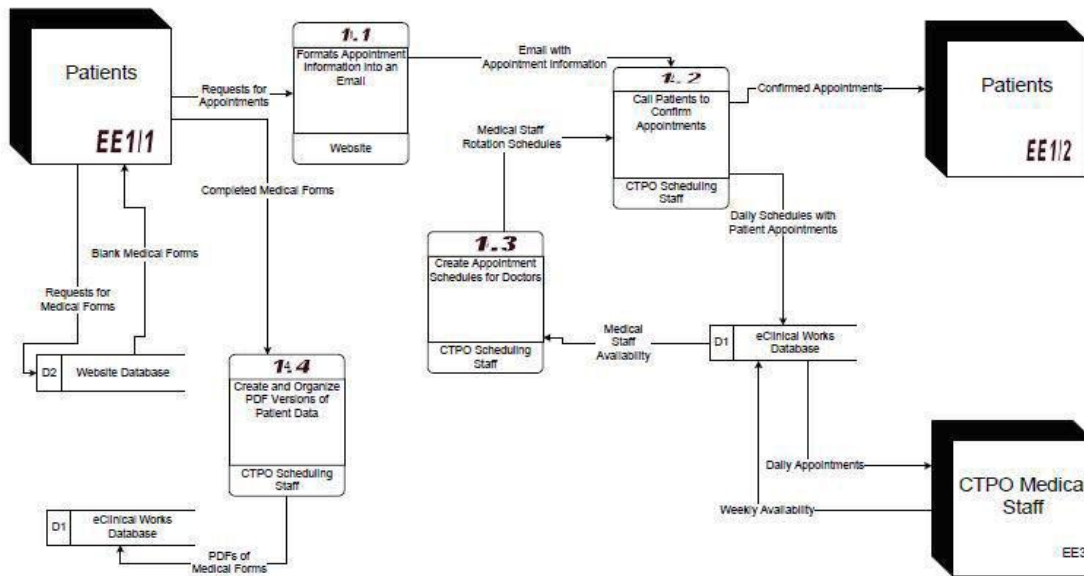 Patients
EE1/1
Requests for
Appointments
1.1
Formats Appointment
Information into an
Email
Website
Email with
Appointment Information
1.2
Call Patients to
Confirm
Appointments
CTPO Scheduling
Staff
Confirmed Appointments
Patients
EE1/2
Medical Staff
Rotation Schedules
Completed Medical Forms
Daily Schedules with
Patient Appointments
Blank Medical Forms
1.3
Create Appointment
Schedules for Doctors
CTPO Scheduling
Staff
Requests for
Medical Forms
Medical
Staff
Availability
D1
eClinical Works
Database
D2
Website Database
1.4
Create and Organize
PDF Versions of
Patient Data
CTPO Scheduling
Staff
Daily Appointments
Weekly Availability
CTPO Medical
Staff
EE3
D1
eClinical Works
Database
PDFs of
Medical Forms